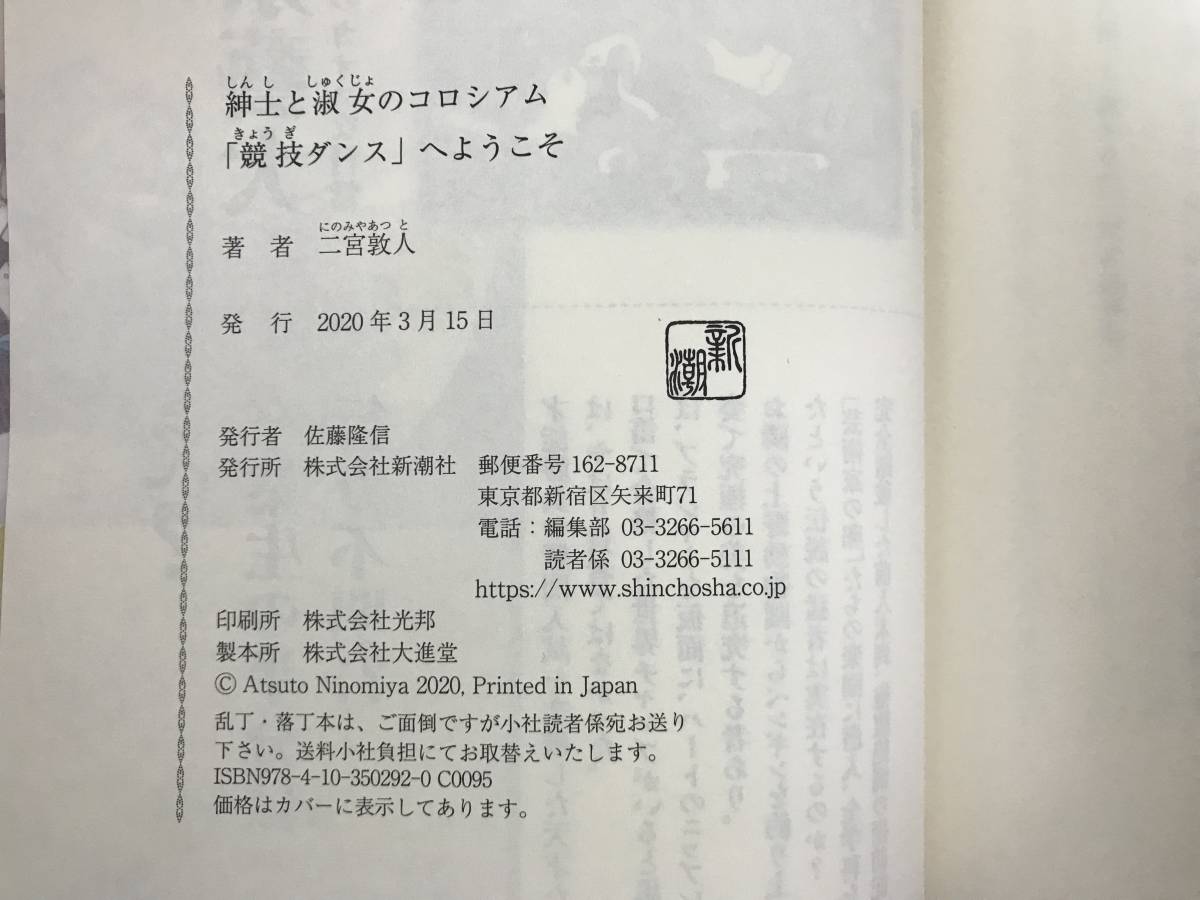 紳士と淑女のコロシアム
「競技ダンス」へようこそ
著者 二宮敦人
発行 2020年3月15日
新潮
発行者 佐藤隆信
発行所 株式会社新潮社 郵便番号162-8711
東京都新宿区矢来町71
電話：編集部 03-3266-5611
読者係 03-3266-5111
https://www.shinchosha.co.jp
印刷所 株式会社光邦
製本所 株式会社大進堂
© Atsuto Ninomiya 2020, Printed in Japan
乱丁・落丁本は、ご面倒ですが小社読者係宛お送り
下さい。送料小社負担にてお取替えいたします。
ISBN978-4-10-350292-0 C0095
価格はカバーに表示してあります。